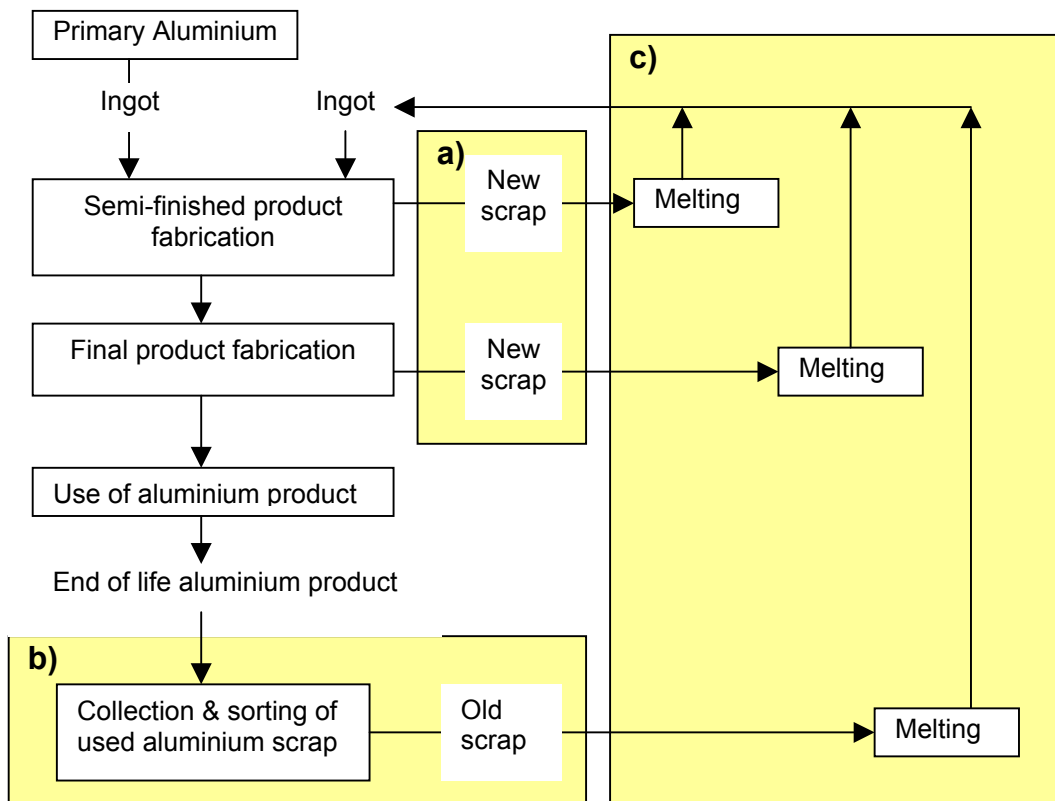 Primary Aluminium
c)
Ingot
Ingot
a)
New
scrap
Melting
Semi-finished product
fabrication
Final product fabrication
New
scrap
Melting
Use of aluminium product
End of life aluminium product
b)
Collection & sorting of
used aluminium scrap
Old
scrap
Melting